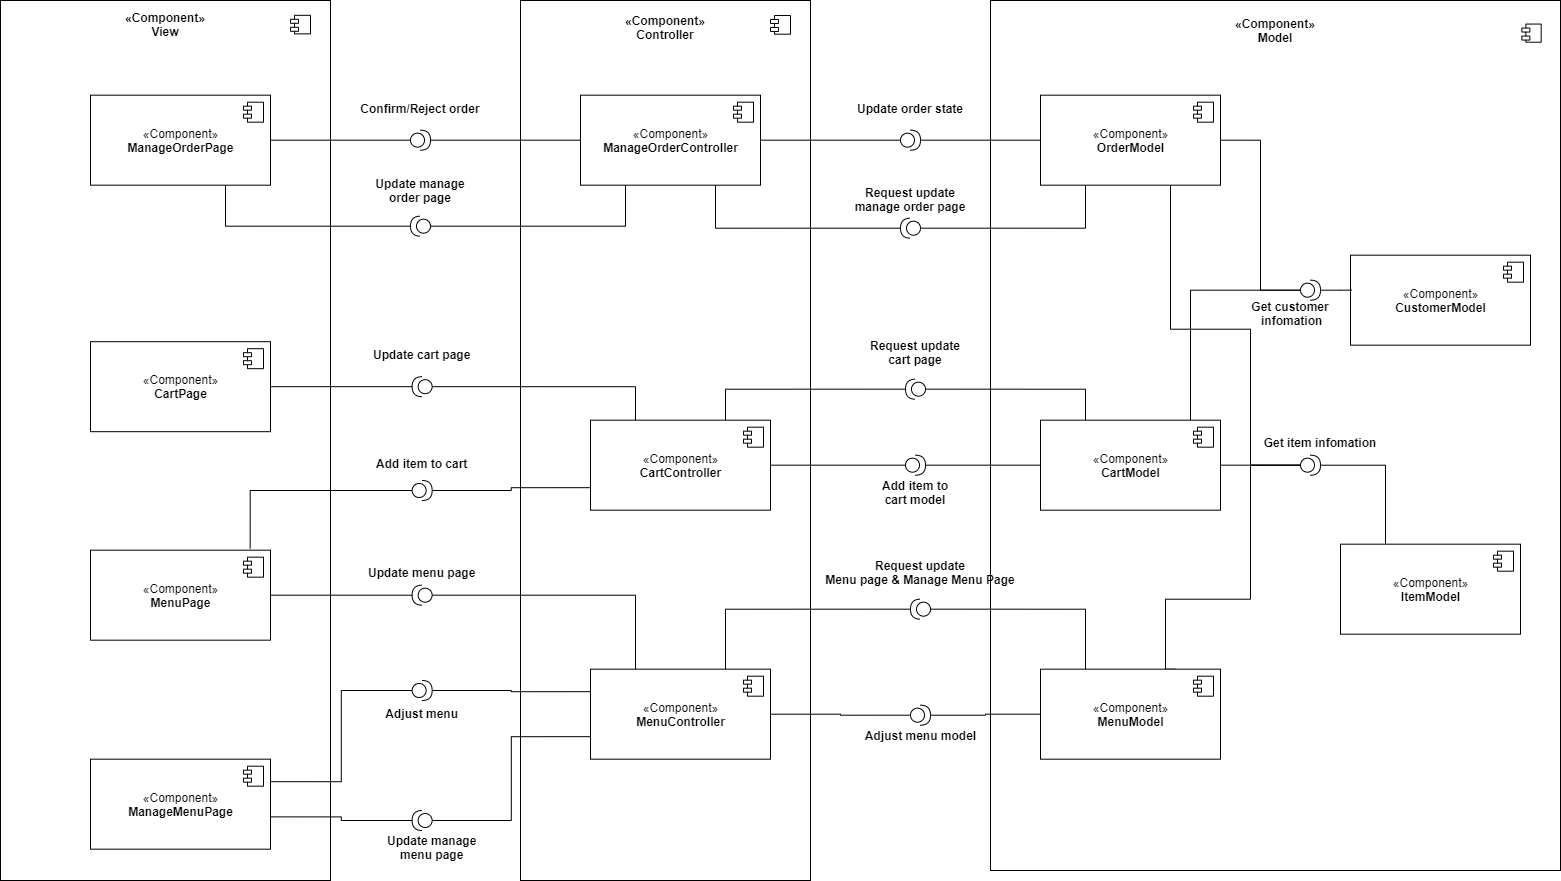 «Component»
View
«Component»
Controller
«Component»
Model
«Component»
ManageOrderPage
Confirm/Reject order
«Component»
ManageOrderController
Update order state
«Component»
OrderModel
Update manage
order page
Request update
manage order page
«Component»
CustomerModel
Get customer
infomation
«Component»
CartPage
Update cart page
Request update
cart page
Add item to cart
«Component»
CartController
Add item to
cart model
«Component»
CartModel
Get item infomation
«Component»
MenuPage
Update menu page
Request update
Menu page & Manage Menu Page
«Component»
ItemModel
Adjust menu
«Component»
MenuController
Adjust menu model
«Component»
MenuModel
«Component»
ManageMenuPage
Update manage
menu page